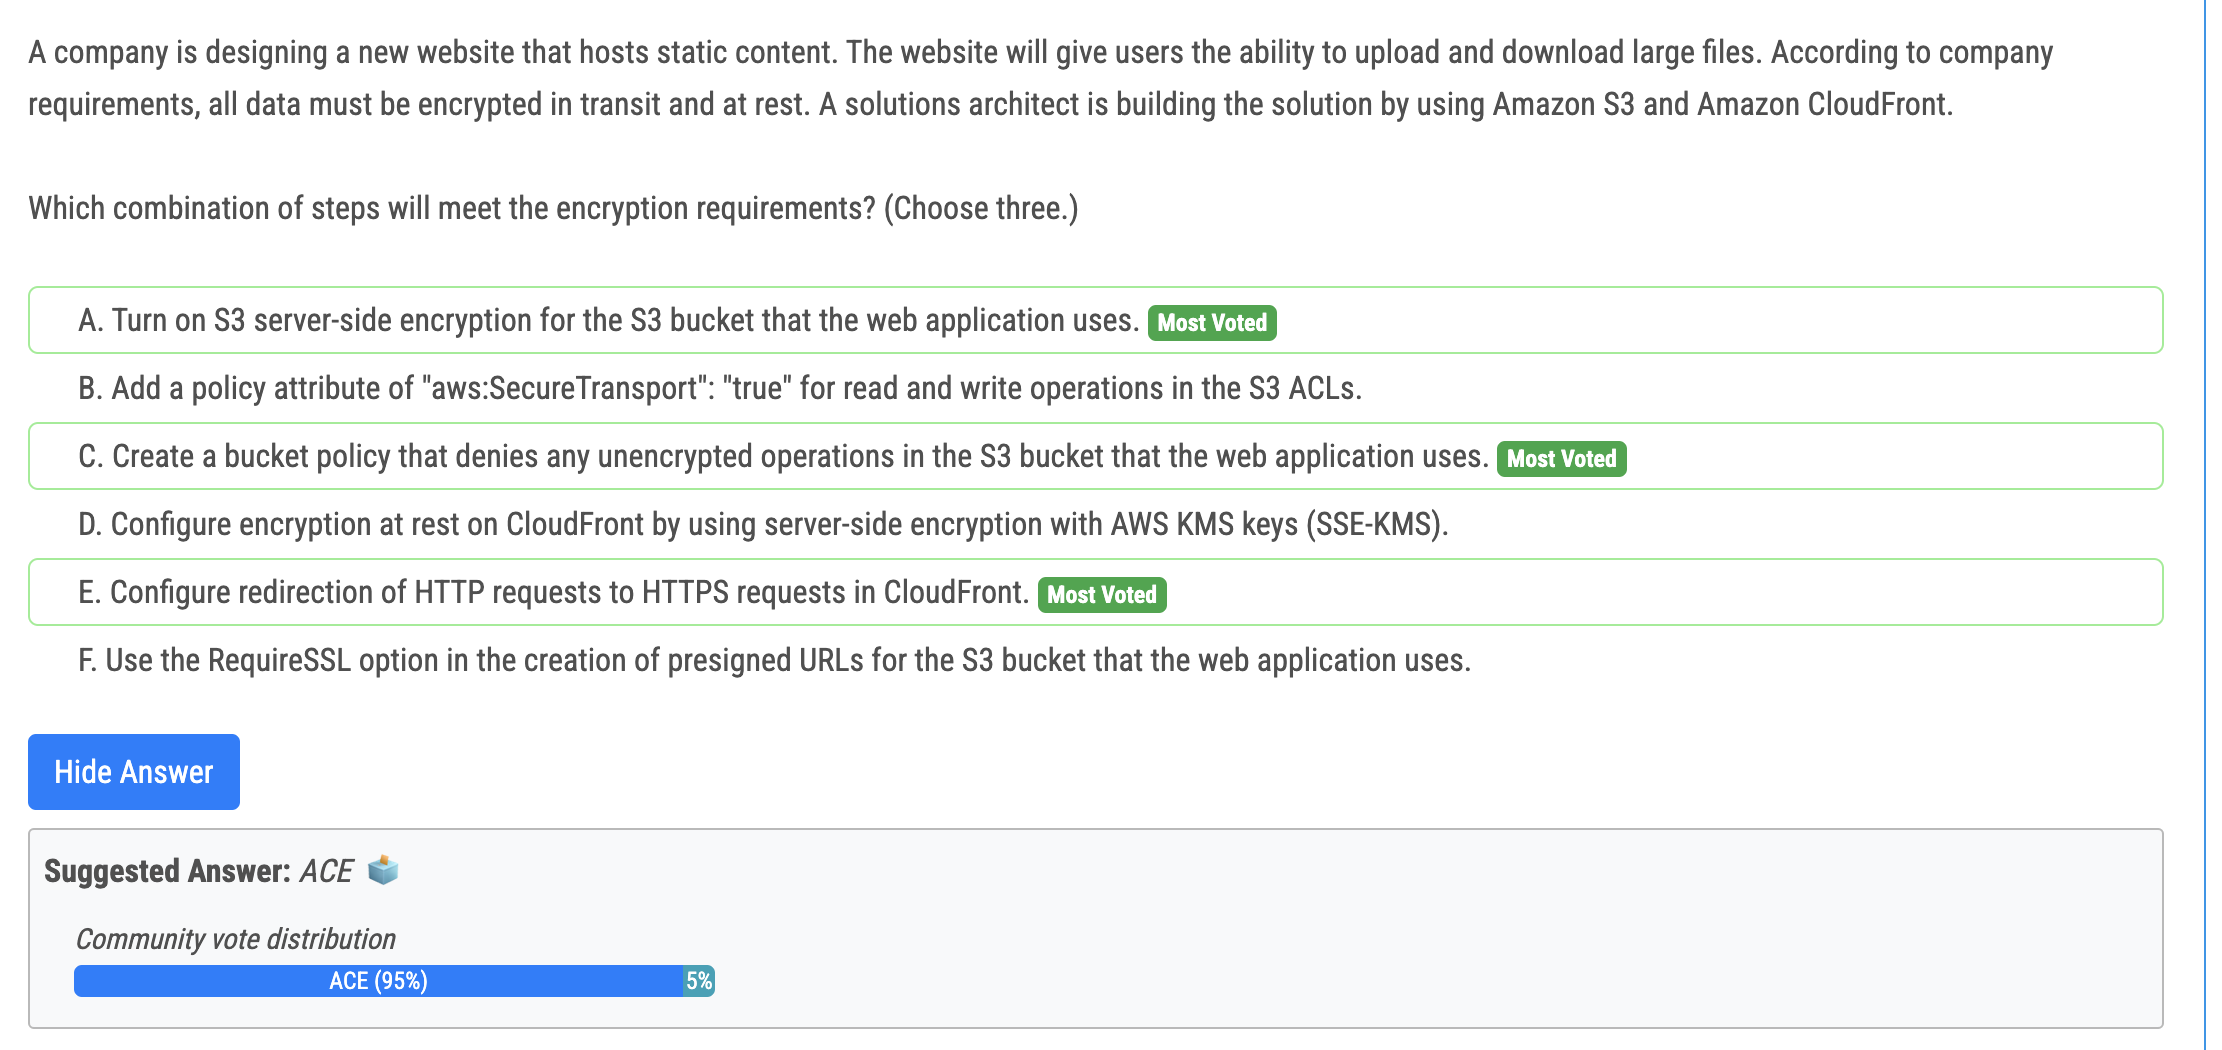 A company is designing a new website that hosts static content. The website will give users the ability to upload and download large files. According to company
requirements, all data must be encrypted in transit and at rest. A solutions architect is building the solution by using Amazon S3 and Amazon CloudFront.
Which combination of steps will meet the encryption requirements? (Choose three.)
A. Turn on S3 server-side encryption for the S3 bucket that the web application uses. Most Voted
B. Add a policy attribute of "aws:SecureTransport": "true" for read and write operations in the S3 ACLs.
C. Create a bucket policy that denies any unencrypted operations in the S3 bucket that the web application uses. Most Voted
D. Configure encryption at rest on CloudFront by using server-side encryption with AWS KMS keys (SSE-KMS).
E. Configure redirection of HTTP requests to HTTPS requests in CloudFront. Most Voted
F. Use the RequireSSL option in the creation of presigned URLs for the S3 bucket that the web application uses.
Hide Answer
Suggested Answer: ACE
Community vote distribution
ACE (95%) 5%